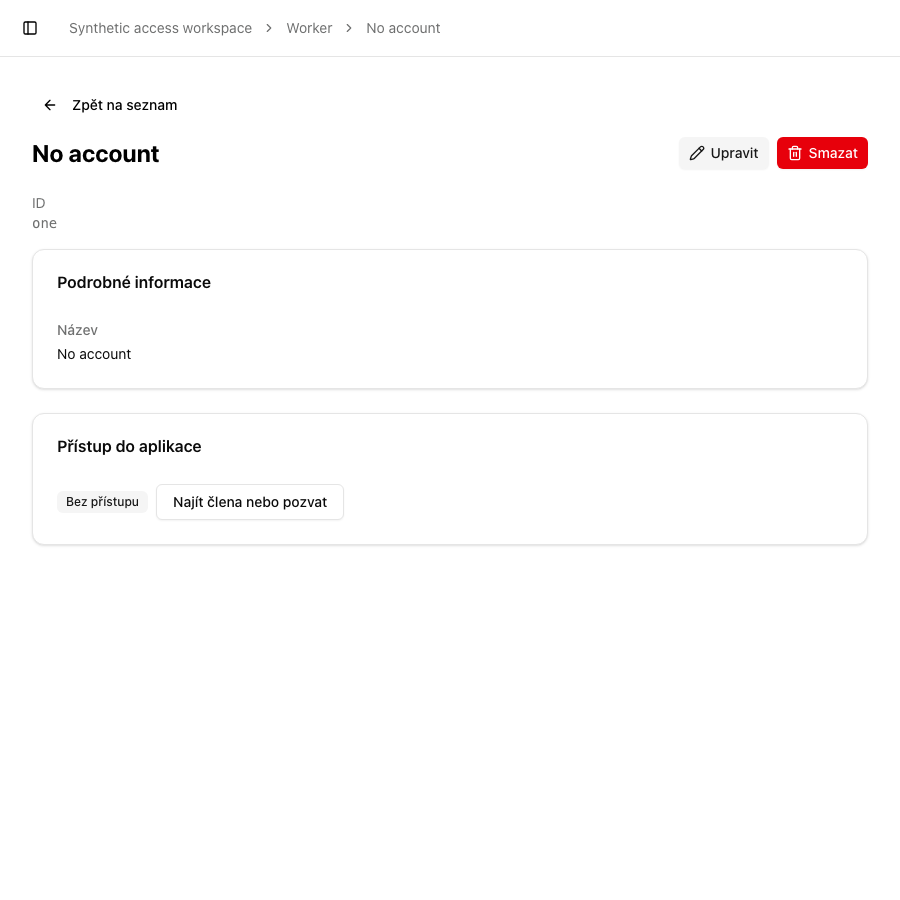 Synthetic access workspace > Worker > No account
Zpět na seznam
No account
Upravit
Smazat
ID
one
Podrobné informace
Název
No account
Přístup do aplikace
Bez přístupu
Najít člena nebo pozvat